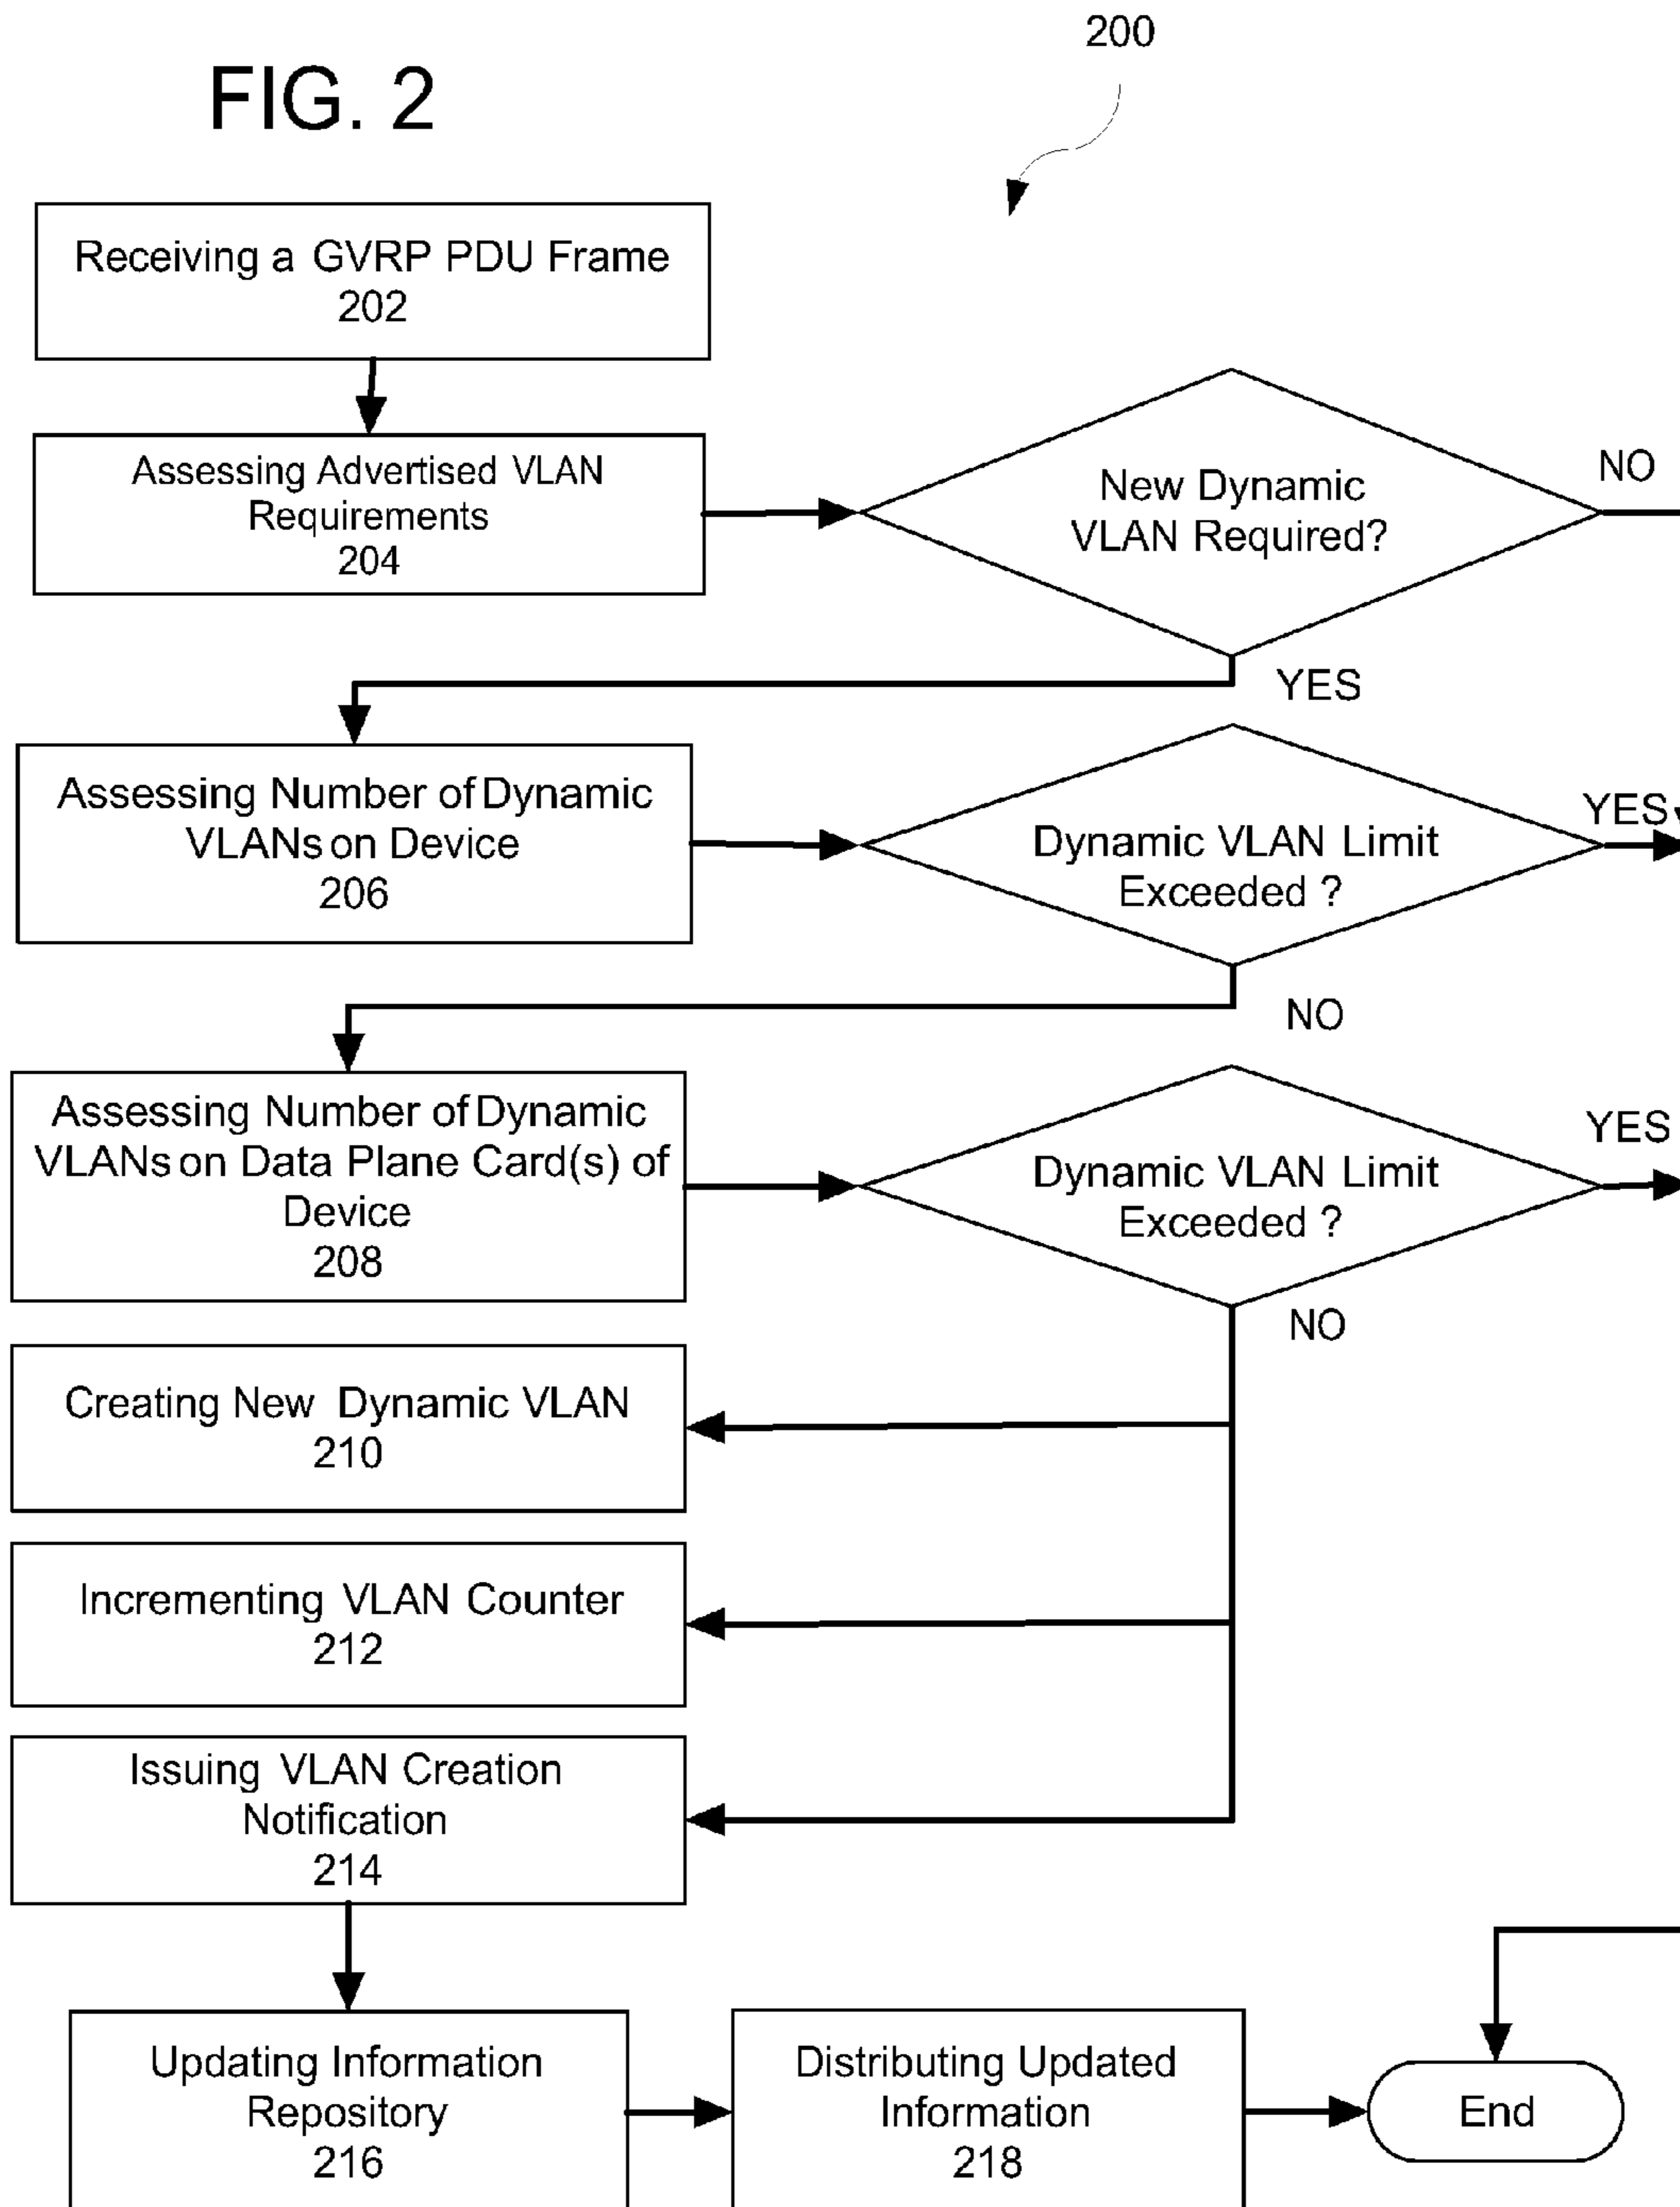 200
FIG. 2
Receiving a GVRP PDU Frame
202
Assessing Advertised VLAN
Requirements
204
New Dynamic
VLAN Required?
NO
YES
Assessing Number of Dynamic
VLANs on Device
206
Dynamic VLAN Limit
Exceeded ?
YES
NO
Assessing Number of Dynamic
VLANs on Data Plane Card(s) of
Device
208
Dynamic VLAN Limit
Exceeded ?
YES
NO
Creating New Dynamic VLAN
210
Incrementing VLAN Counter
212
Issuing VLAN Creation
Notification
214
Updating Information
Repository
216
Distributing Updated
Information
218
End